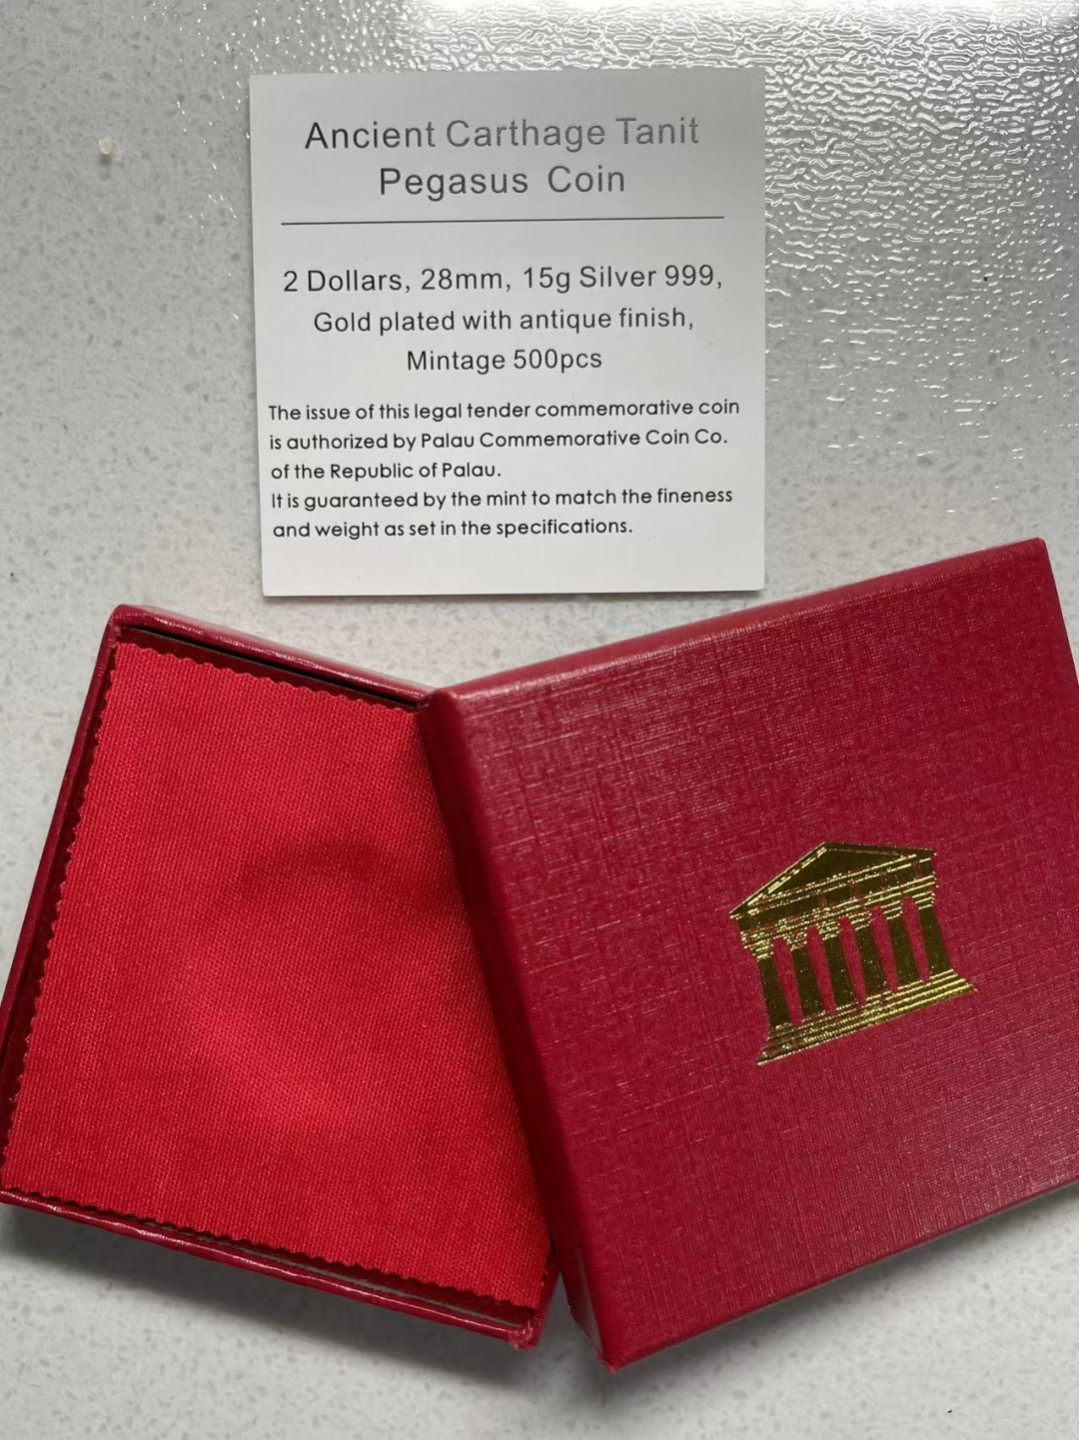 Ancient Carthage Tanit
Pegasus Coin
2 Dollars, 28mm, 15g Silver 999,
Gold plated with antique finish,
Mintage 500pcs
The issue of this legal tender commemorative coin
is authorized by Palau Commemorative Coin Co.
of the Republic of Palau.
It is guaranteed by the mint to match the fineness
and weight as set in the specifications.